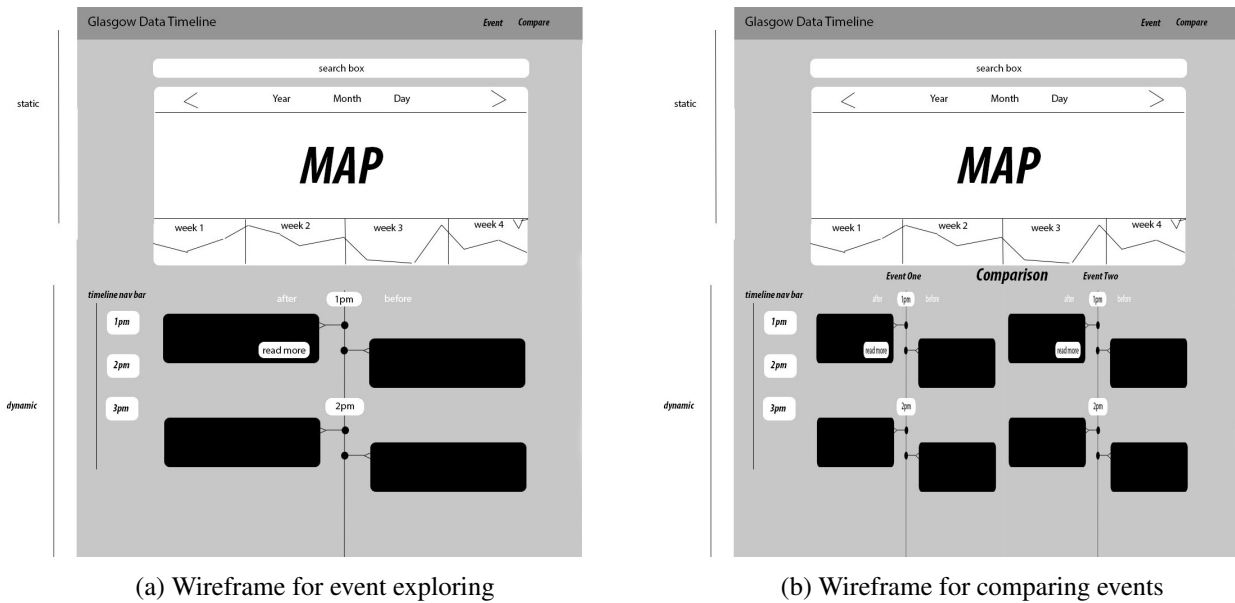 Glasgow Data Timeline Event Compare
search box
static
Year Month Day
MAP
week 1 week 2 week 3 week 4
timeline nav bar
after 1pm before
1pm
read more
2pm
dynamic
3pm
2pm
(a) Wireframe for event exploring
Glasgow Data Timeline Event Compare
search box
static
Year Month Day
MAP
week 1 week 2 week 3 week 4
Event One Comparison Event Two
timeline nav bar
after 1pm before after 1pm before
1pm
read more read more
2pm
dynamic
3pm
2pm 2pm
(b) Wireframe for comparing events